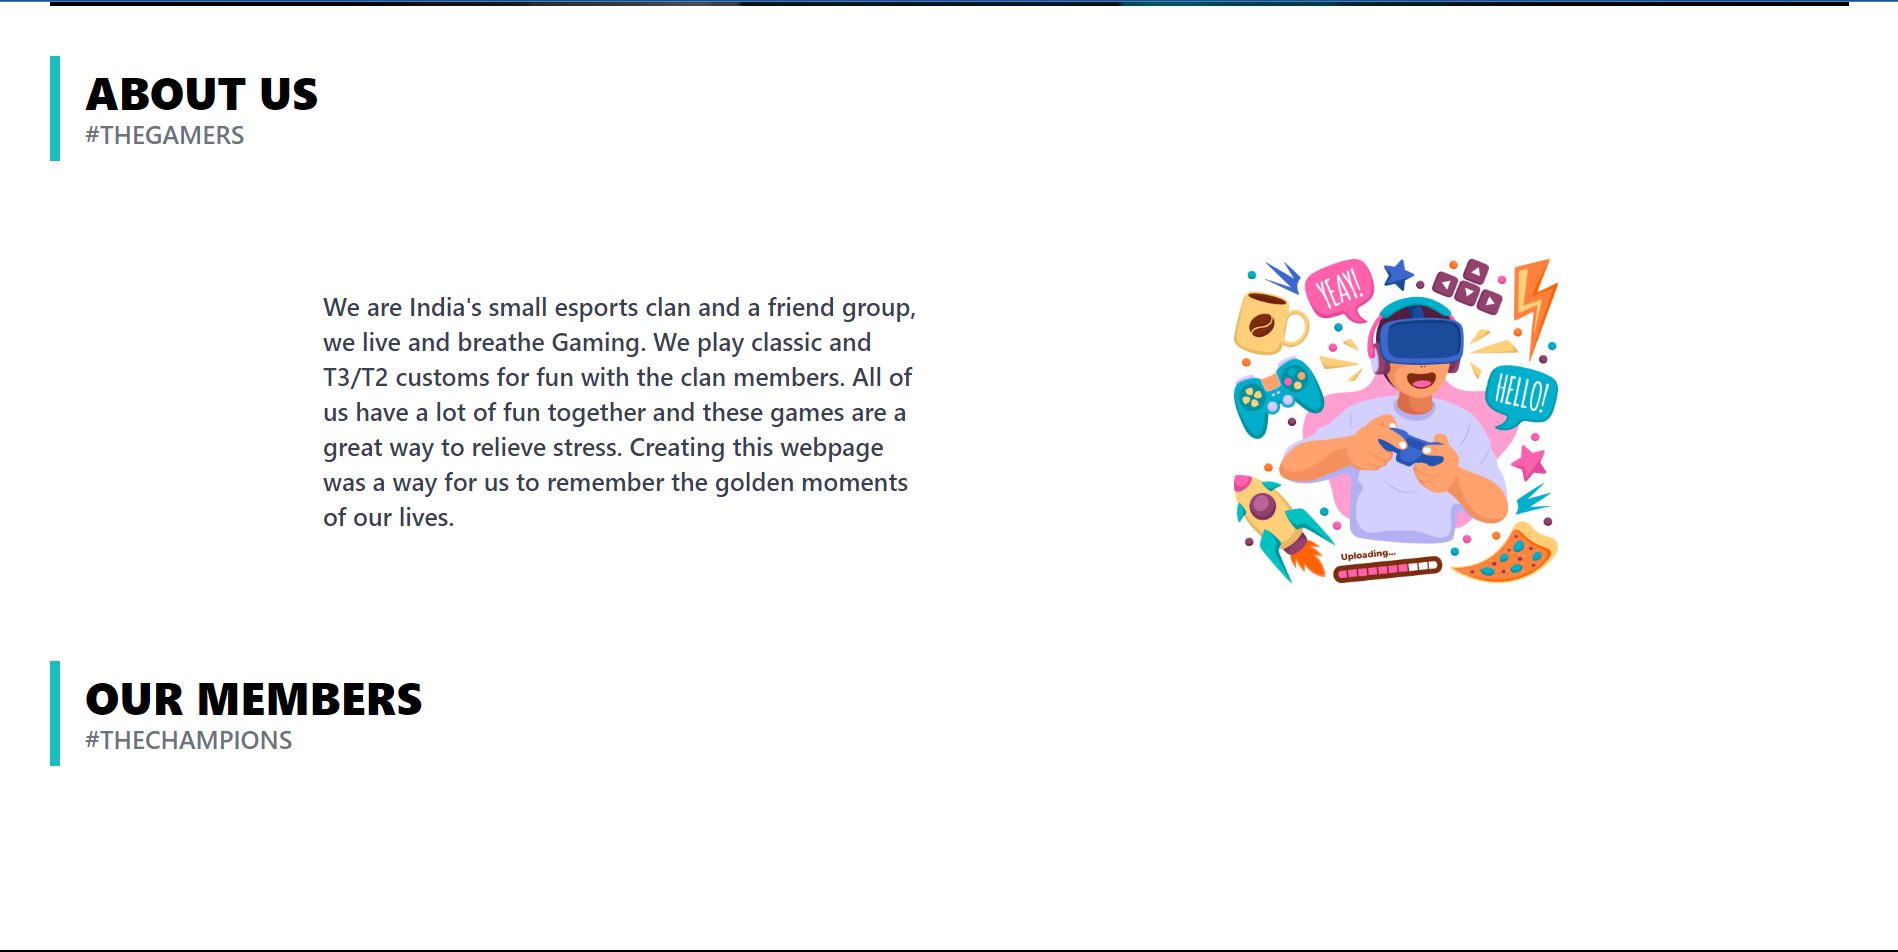 ABOUT US
#THEGAMERS
We are India's small esports clan and a friend group,
we live and breathe Gaming. We play classic and
T3/T2 customs for fun with the clan members. All of
us have a lot of fun together and these games are a
great way to relieve stress. Creating this webpage
was a way for us to remember the golden moments
of our lives.
YEAY!
HELLO!
Uploading...
OUR MEMBERS
#THECHAMPIONS